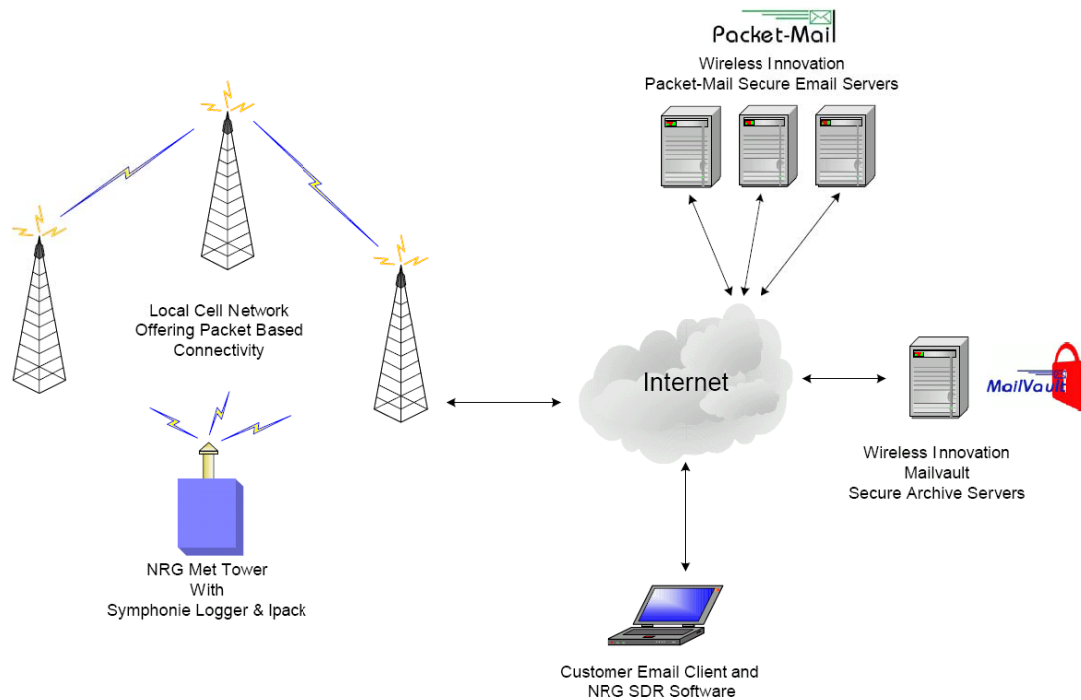 Packet-Mail
Wireless Innovation
Packet-Mail Secure Email Servers
Local Cell Network
Offering Packet Based
Connectivity
Internet
MailVault
Wireless Innovation
Mailvault
Secure Archive Servers
NRG Met Tower
With
Symphonie Logger & Ipack
Customer Email Client and
NRG SDR Software